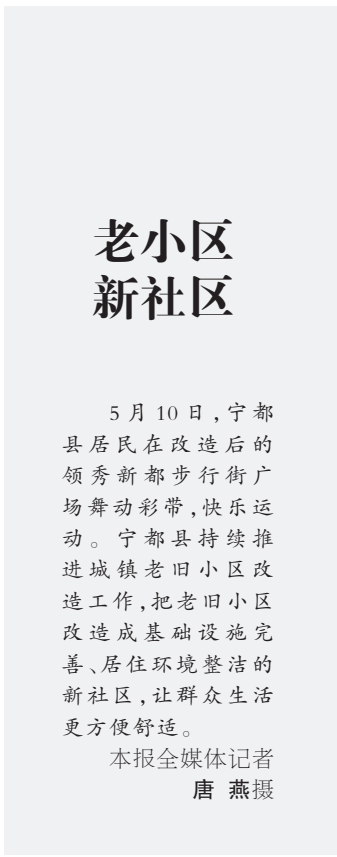 老小区
新社区
5月10日,宁都
县居民在改造后的
领秀新都步行街广
场舞动彩带,快乐运
动。宁都县持续推
进城镇老旧小区改
造工作,把老旧小区
改造成基础设施完
善、居住环境整洁的
新社区,让群众生活
更方便舒适。
本报全媒体记者
唐 燕摄